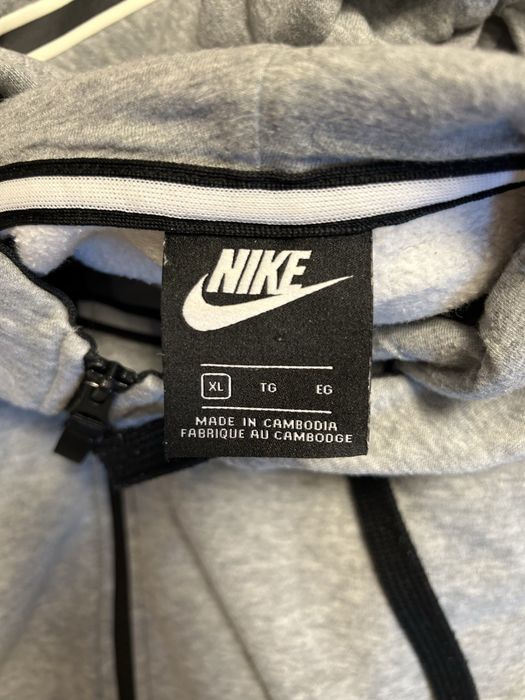 NIKE
XL TG EG
MADE IN CAMBODIA
FABRIQUE AU CAMBODGE